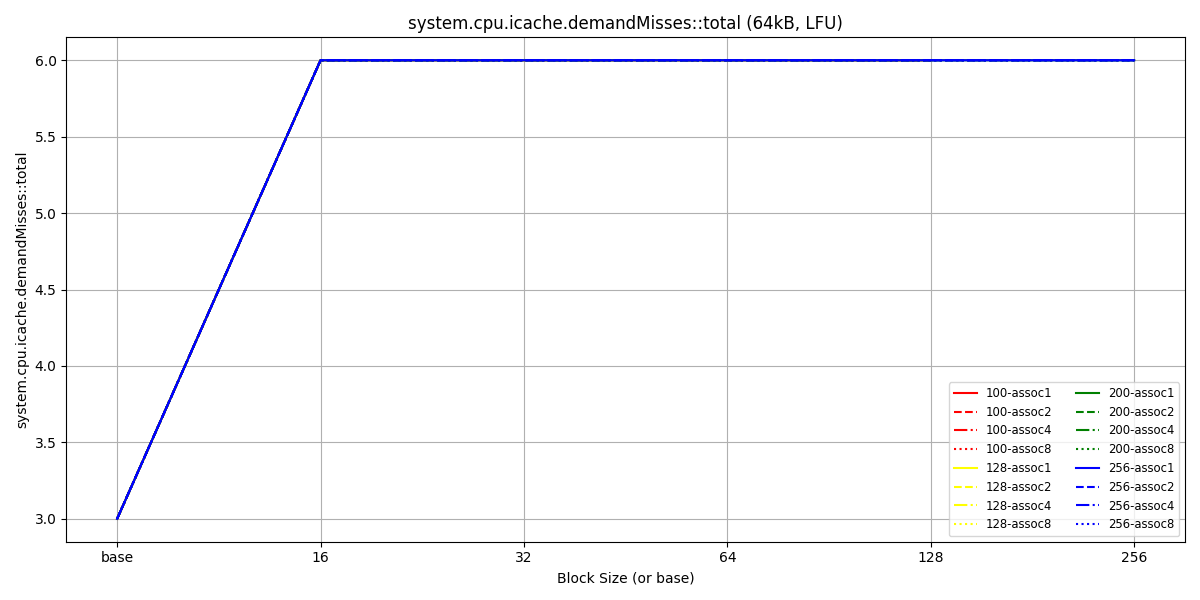 system.cpu.icache.demandMisses::total (64kB, LFU)
system.cpu.icache.demandMisses::total
6.0
5.5
5.0
4.5
4.0
3.5
3.0
100-assoc1
100-assoc2
100-assoc4
100-assoc8
128-assoc1
128-assoc2
128-assoc4
128-assoc8
200-assoc1
200-assoc2
200-assoc4
200-assoc8
256-assoc1
256-assoc2
256-assoc4
256-assoc8
base 16 32 64 128 256
Block Size (or base)